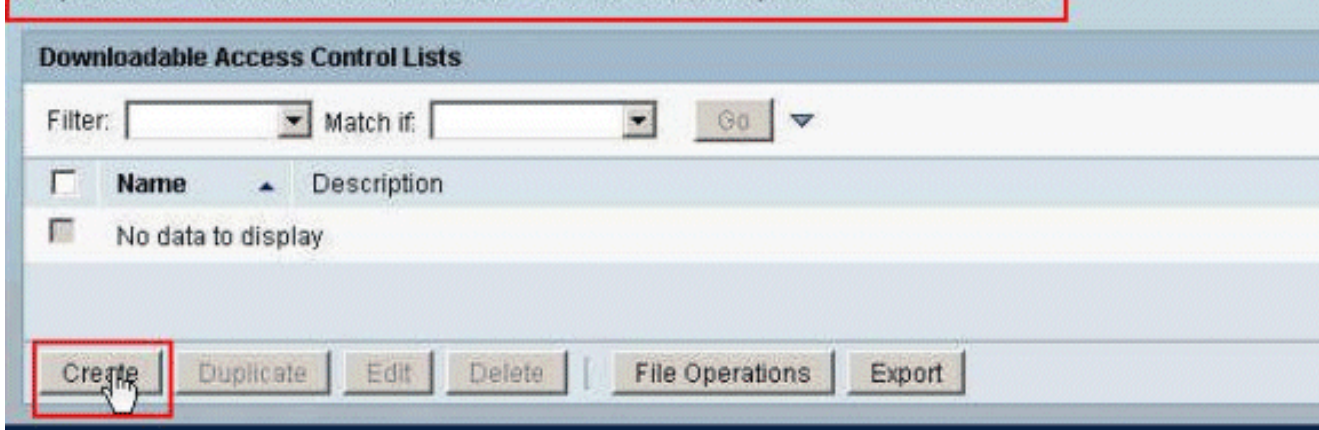 Downloadable Access Control Lists
Filter: Match if: Go
Name Description
No data to display
Create Duplicate Edit Delete | File Operations Export